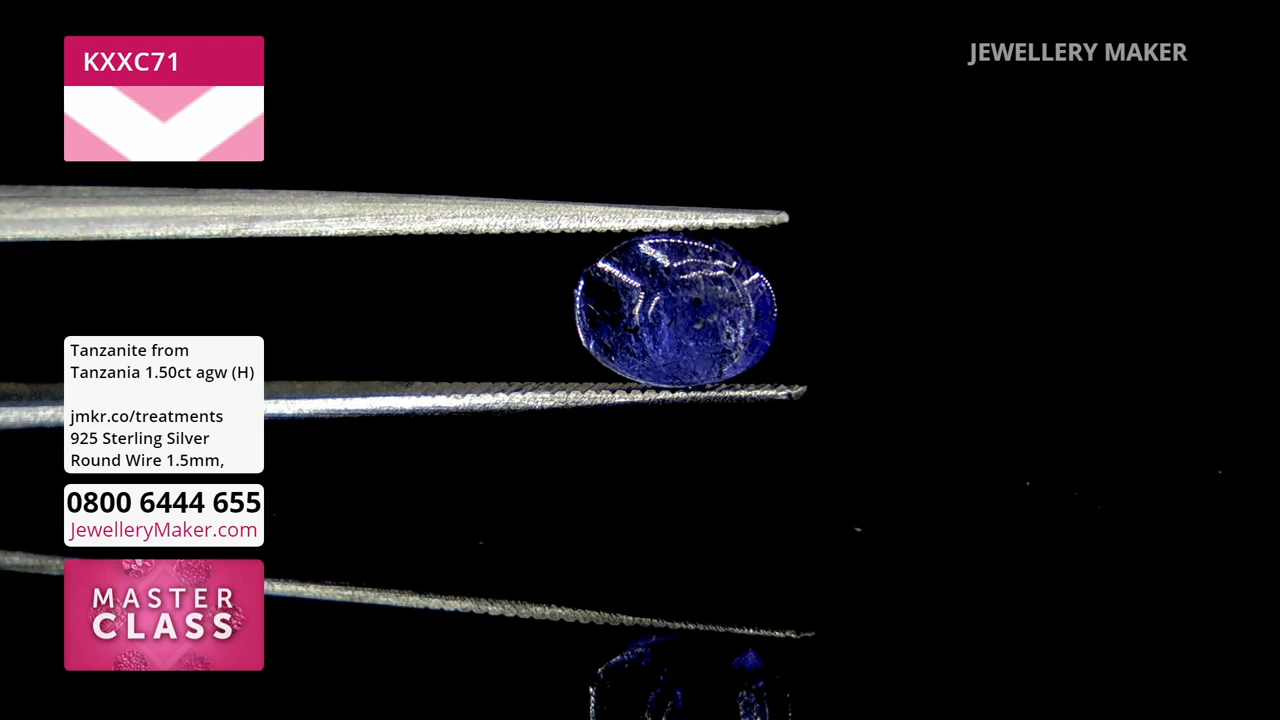 KXXC71
JEWELLERY MAKER
Tanzanite from
Tanzania 1.50ct agw (H)
jmkr.co/treatments
925 Sterling Silver
Round Wire 1.5mm,
0800 6444 655
JewelleryMaker.com
MASTER
CLASS